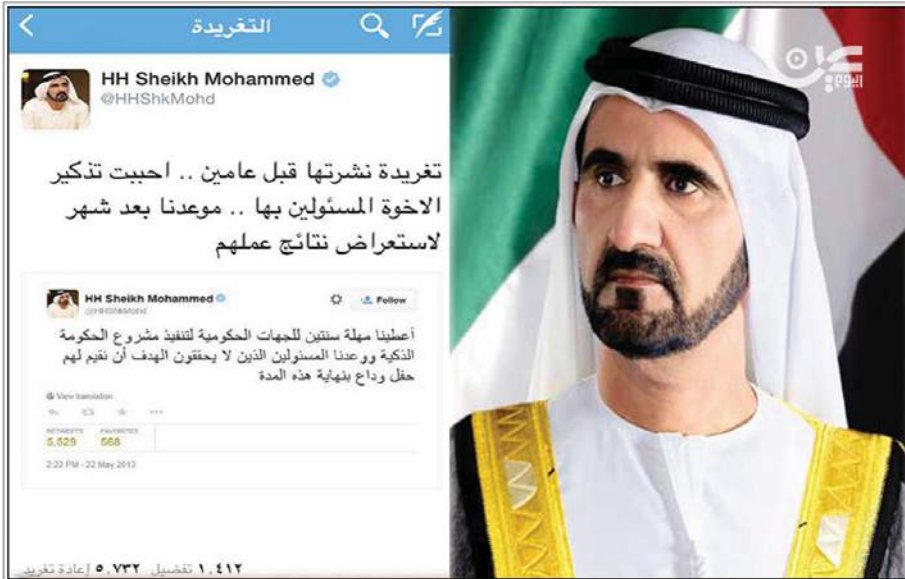 التغريدة
HH Sheikh Mohammed
@HHShkMohd
تغريدة نشرتها قبل عامين .. احببت تذكير
الاخوة المسئولين بها .. موعدنا بعد شهر
لاستعراض نتائج عملهم
HH Sheikh Mohammed
Follow
@HHShkMohd
أعطينا مهلة سنتين للجهات الحكومية لتنفيذ مشروع الحكومة
الذكية ووعدنا المسئولين الذين لا يحققون الهدف أن نقيم لهم
حفل وداع بنهاية هذه المدة
View translation
RETWEETS FAVORITES
5,529 568
2:22 PM - 22 May 2013
١,٤١٢ تفضيل ٥,٧٣٢ إعادة تغريد
اليوم